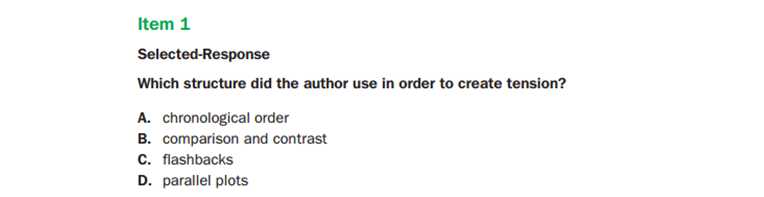 Item 1
Selected-Response
Which structure did the author use in order to create tension?
A. chronological order
B. comparison and contrast
C. flashbacks
D. parallel plots